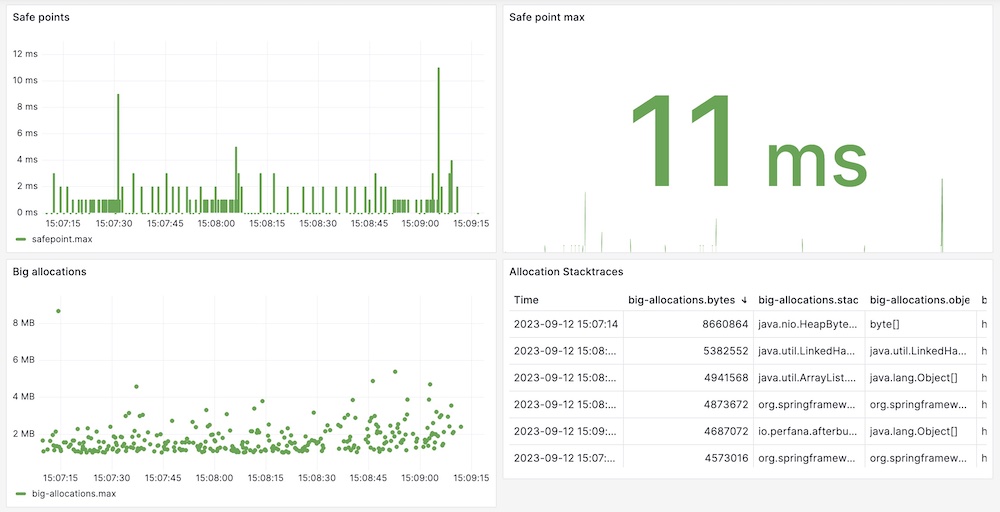 Safe points
12 ms
10 ms
8 ms
6 ms
4 ms
2 ms
0 ms
15:07:15 15:07:30 15:07:45 15:08:00 15:08:15 15:08:30 15:08:45 15:09:00 15:09:15
safepoint.max
Safe point max
11 ms
Big allocations
8 MB
6 MB
4 MB
2 MB
15:07:15 15:07:30 15:07:45 15:08:00 15:08:15 15:08:30 15:08:45 15:09:00 15:09:15
big-allocations.max
Allocation Stacktraces
Time big-allocations.bytes ↓ big-allocations.stac big-allocations.obje b
2023-09-12 15:07:14 8660864 java.nio.HeapByte... byte[] h
2023-09-12 15:08:... 5382552 java.util.LinkedHa... java.util.LinkedHa... h
2023-09-12 15:08:... 4941568 java.util.ArrayList.... java.lang.Object[] h
2023-09-12 15:08:... 4873672 org.springframew... org.springframew... h
2023-09-12 15:09:... 4687072 io.perfana.afterbu... java.lang.Object[] h
2023-09-12 15:07:... 4573016 org.springframew... org.springframew... h